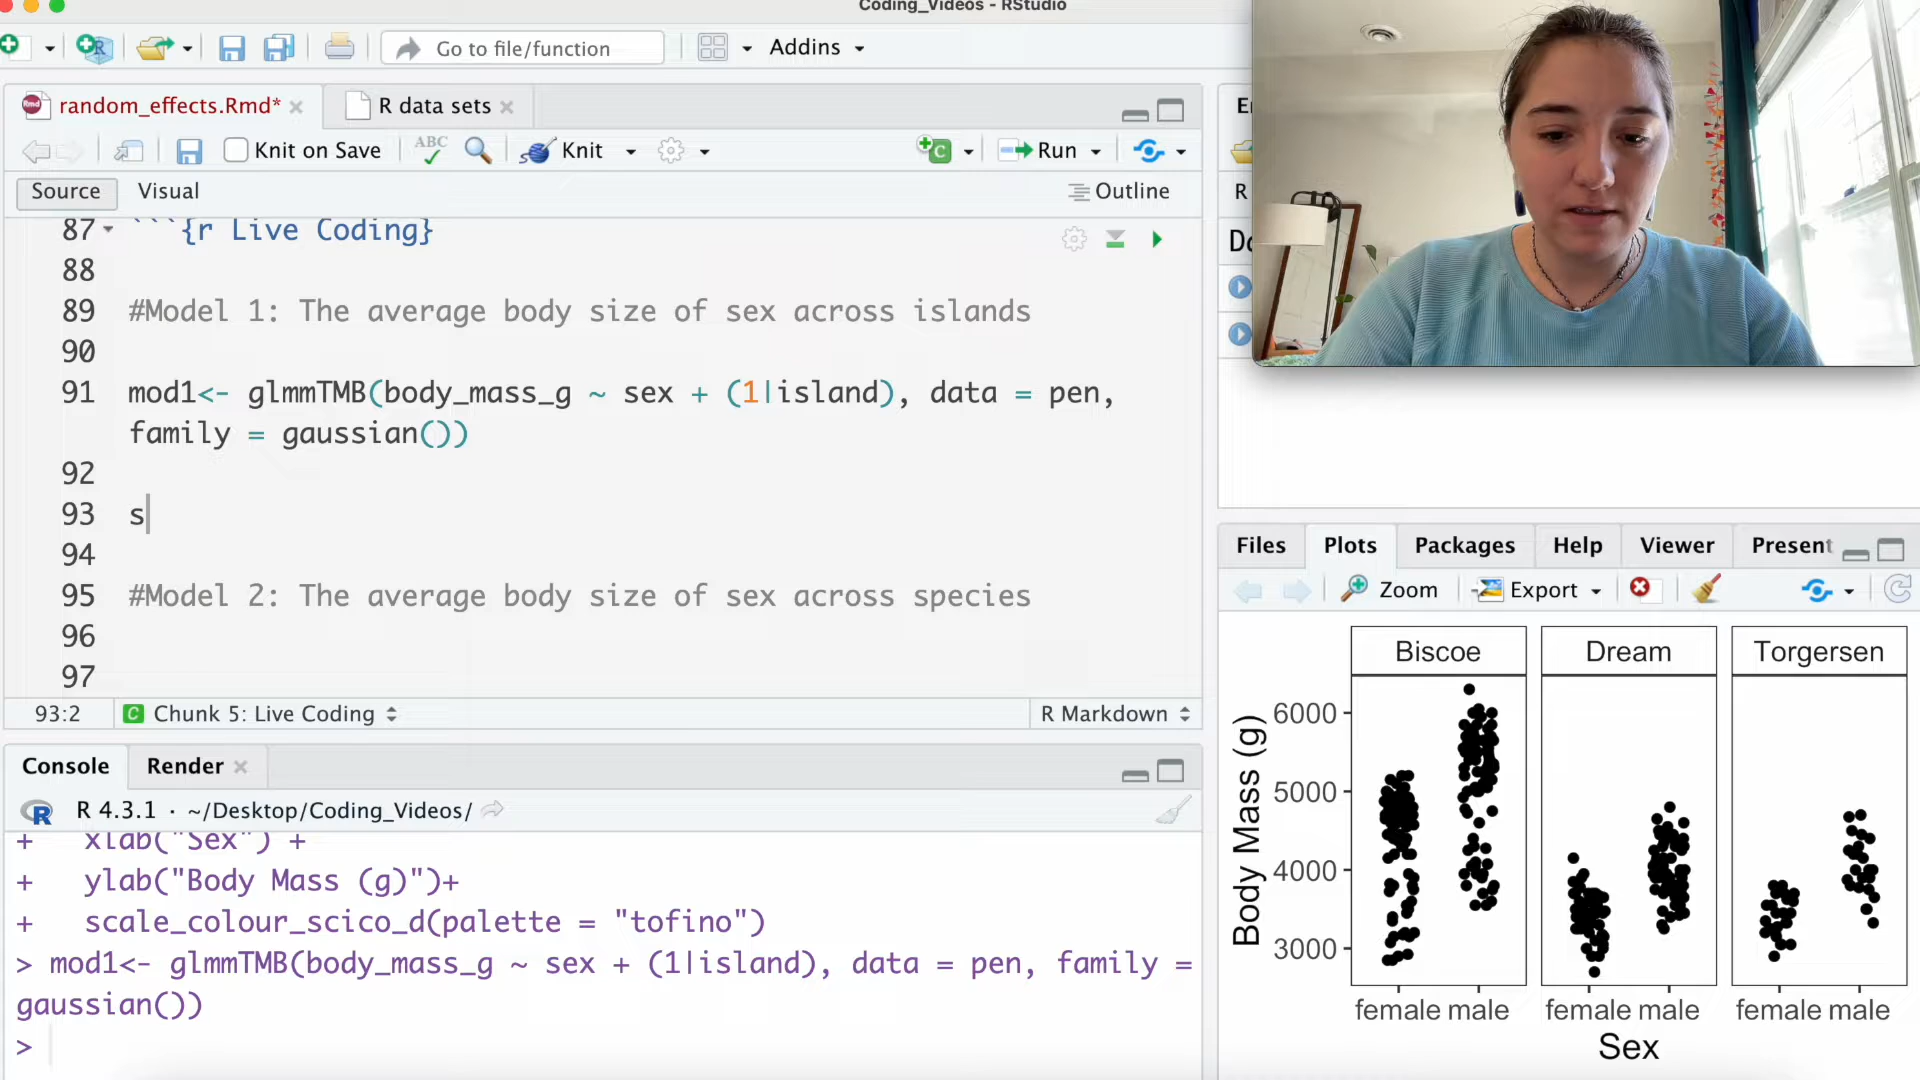 Coding_Videos - RStudio
Go to file/function
Addins
random_effects.Rmd*
R data sets
Knit on Save
ABC
Knit
Run
Source
Visual
Outline
R
87 ```{r Live Coding}
88
89 #Model 1: The average body size of sex across islands
90
91 mod1<- glmmTMB(body_mass_g ~ sex + (1|island), data = pen,
family = gaussian())
92
93 s
94
95 #Model 2: The average body size of sex across species
96
97
93:2
Chunk 5: Live Coding
R Markdown
Console
Render
R 4.3.1 · ~/Desktop/Coding_Videos/
+ xlab("Sex") +
+ ylab("Body Mass (g)")+
+ scale_colour_scico_d(palette = "tofino")
> mod1<- glmmTMB(body_mass_g ~ sex + (1|island), data = pen, family =
gaussian())
>
Files
Plots
Packages
Help
Viewer
Present
Zoom
Export
Biscoe
Dream
Torgersen
Body Mass (g)
6000
5000
4000
3000
female male
female male
female male
Sex